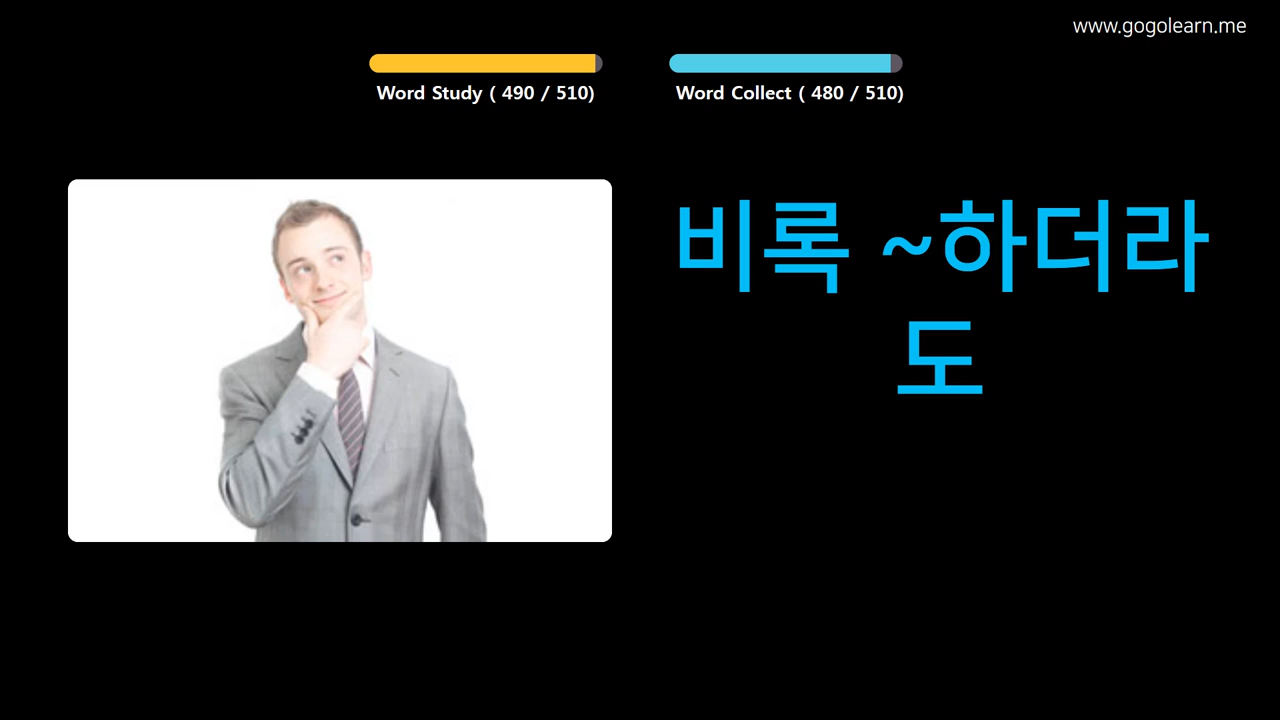 www.gogolearn.me
Word Study ( 490 / 510)
Word Collect ( 480 / 510)
비록 ~하더라
도